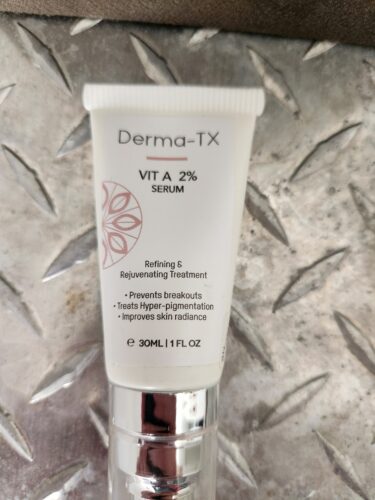 Derma-TX
VIT A 2%
SERUM
Refining &
Rejuvenating Treatment
• Prevents breakouts
• Treats Hyper-pigmentation
• Improves skin radiance
e 30ML | 1 FL OZ